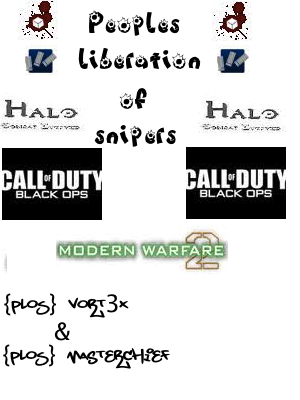 Peoples
Liberation
of
snipers
HALO
COMBAT EVOLVED
HALO
COMBAT EVOLVED
CALL OF DUTY
BLACK OPS
CALL OF DUTY
BLACK OPS
MODERN WARFARE 2
{PLOS} VORT3X
&
{PLOS} MASTERCHIEF